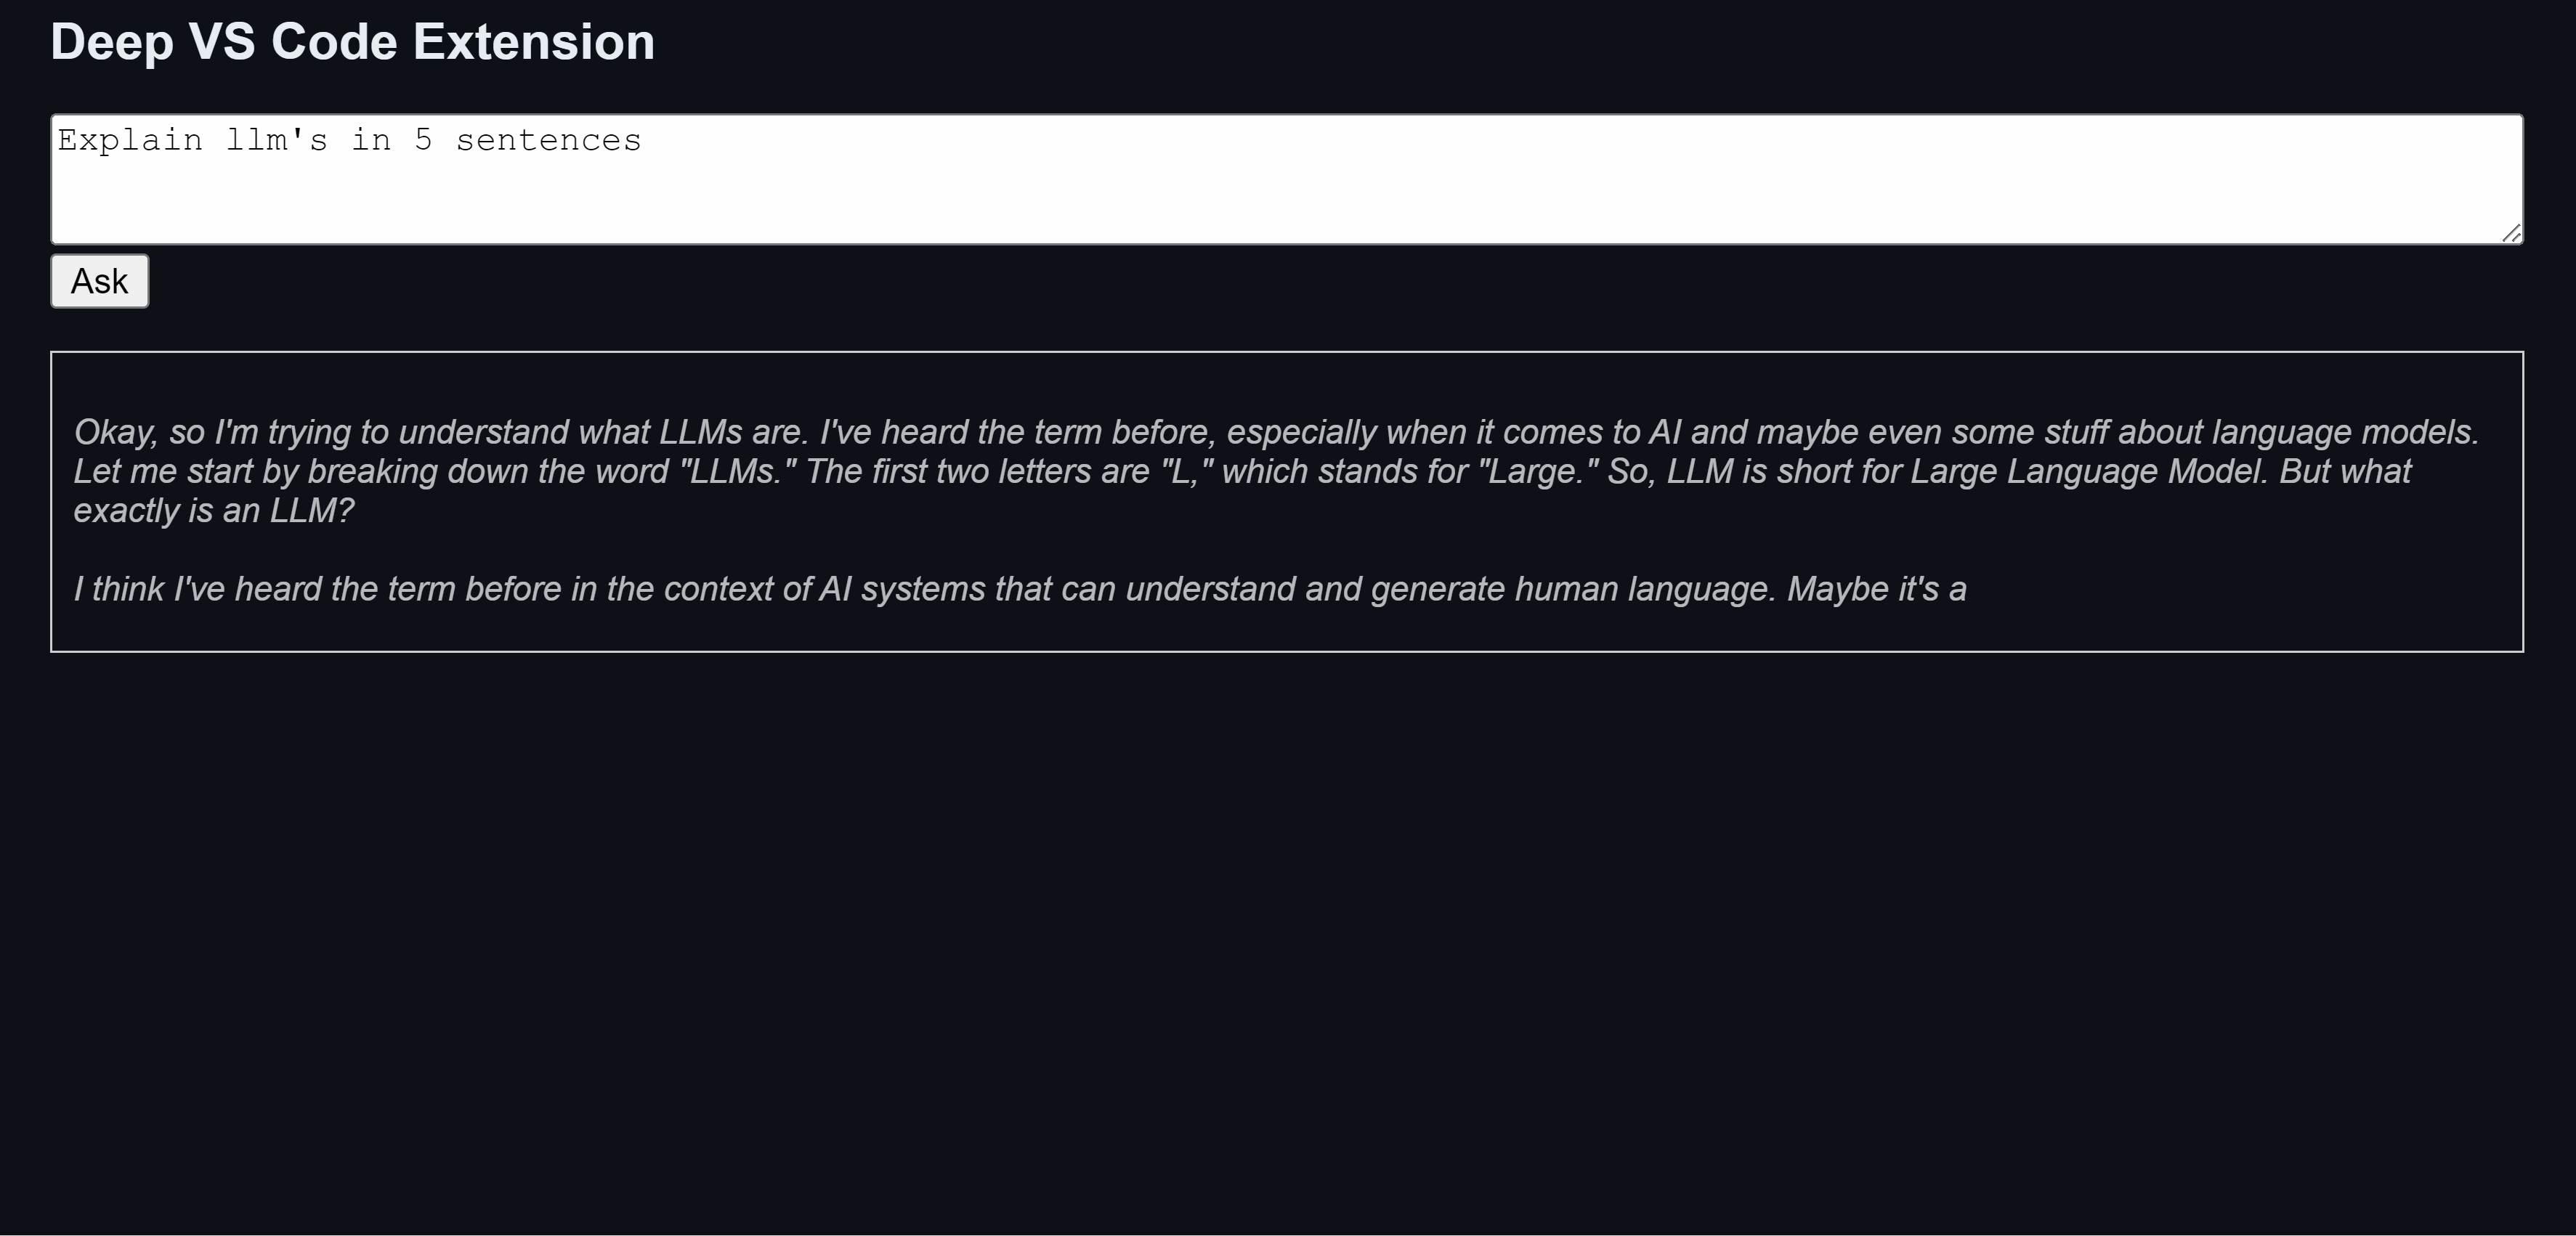 Deep VS Code Extension
Explain llm's in 5 sentences
Ask
Okay, so I'm trying to understand what LLMs are. I've heard the term before, especially when it comes to AI and maybe even some stuff about language models.
Let me start by breaking down the word "LLMs." The first two letters are "L," which stands for "Large." So, LLM is short for Large Language Model. But what
exactly is an LLM?
I think I've heard the term before in the context of AI systems that can understand and generate human language. Maybe it's a